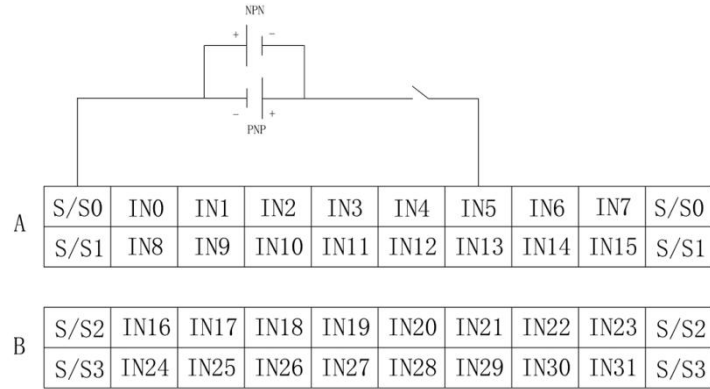 NPN
+ -
- +
PNP
A
S/S0 IN0 IN1 IN2 IN3 IN4 IN5 IN6 IN7 S/S0
S/S1 IN8 IN9 IN10 IN11 IN12 IN13 IN14 IN15 S/S1
B
S/S2 IN16 IN17 IN18 IN19 IN20 IN21 IN22 IN23 S/S2
S/S3 IN24 IN25 IN26 IN27 IN28 IN29 IN30 IN31 S/S3